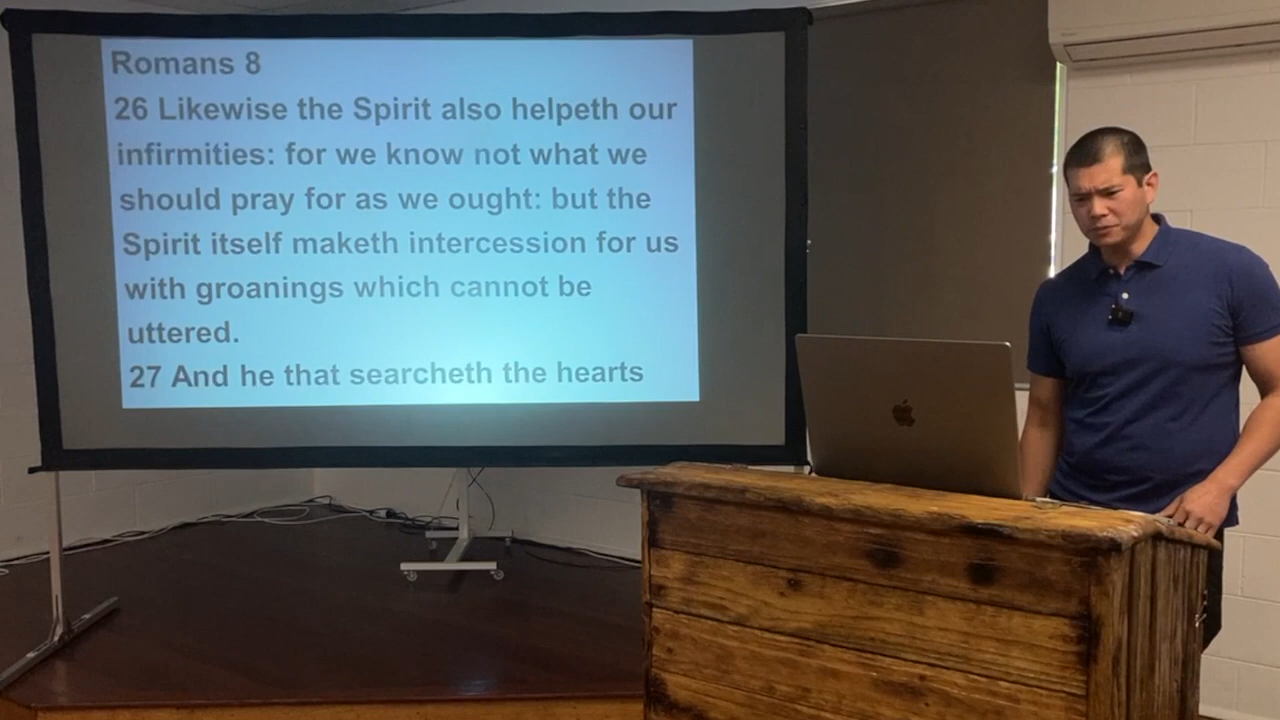 Romans 8
26 Likewise the Spirit also helpeth our
infirmities: for we know not what we
should pray for as we ought: but the
Spirit itself maketh intercession for us
with groanings which cannot be
uttered.
27 And he that searcheth the hearts